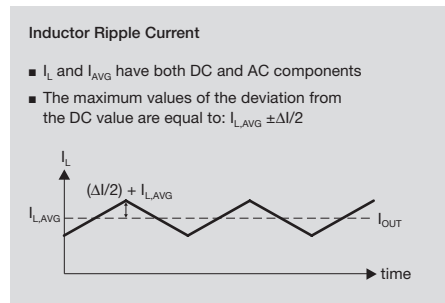 Inductor Ripple Current
■ I_L and I_AVG have both DC and AC components
■ The maximum values of the deviation from
the DC value are equal to: I_L,AVG ±ΔI/2
I_L
(ΔI/2) + I_L,AVG
I_L,AVG
I_OUT
time